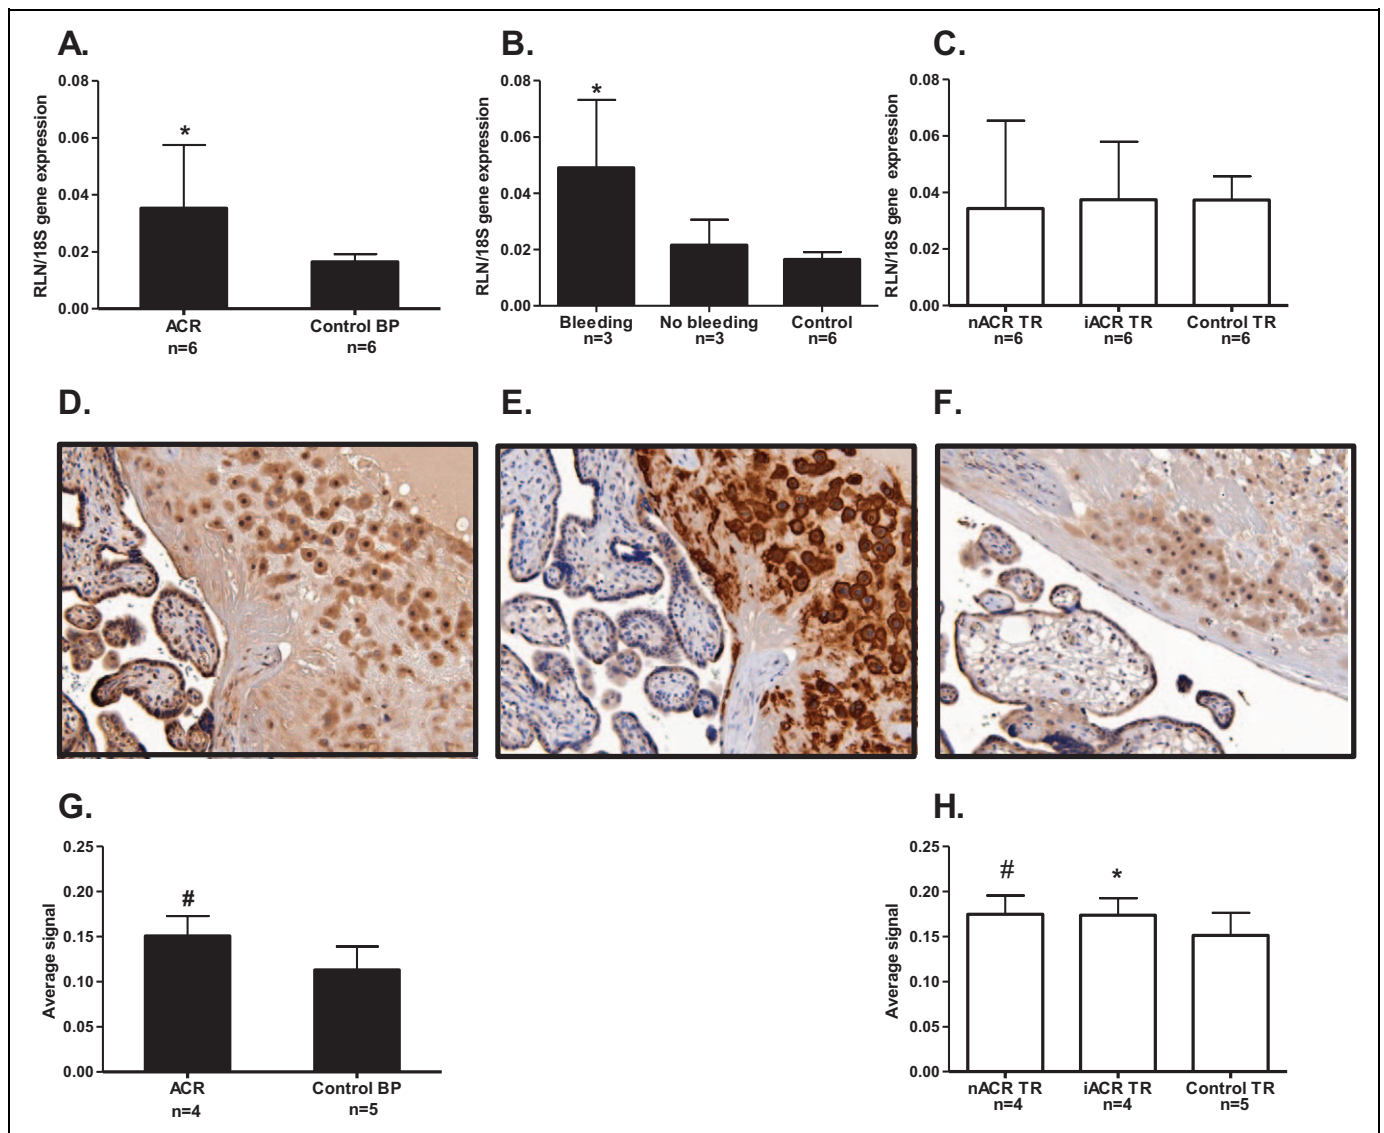 A.
RLN/18S gene expression
0.08
0.06
0.04
0.02
0.00
*
ACR
n=6
Control BP
n=6
B.
RLN/18S gene expression
0.08
0.06
0.04
0.02
0.00
*
Bleeding
n=3
No bleeding
n=3
Control
n=6
C.
RLN/18S gene expression
0.08
0.06
0.04
0.02
0.00
nACR TR
n=6
iACR TR
n=6
Control TR
n=6
D.
E.
F.
G.
Average signal
0.25
0.20
0.15
0.10
0.05
0.00
#
ACR
n=4
Control BP
n=5
H.
Average signal
0.25
0.20
0.15
0.10
0.05
0.00
#
*
nACR TR
n=4
iACR TR
n=4
Control TR
n=5